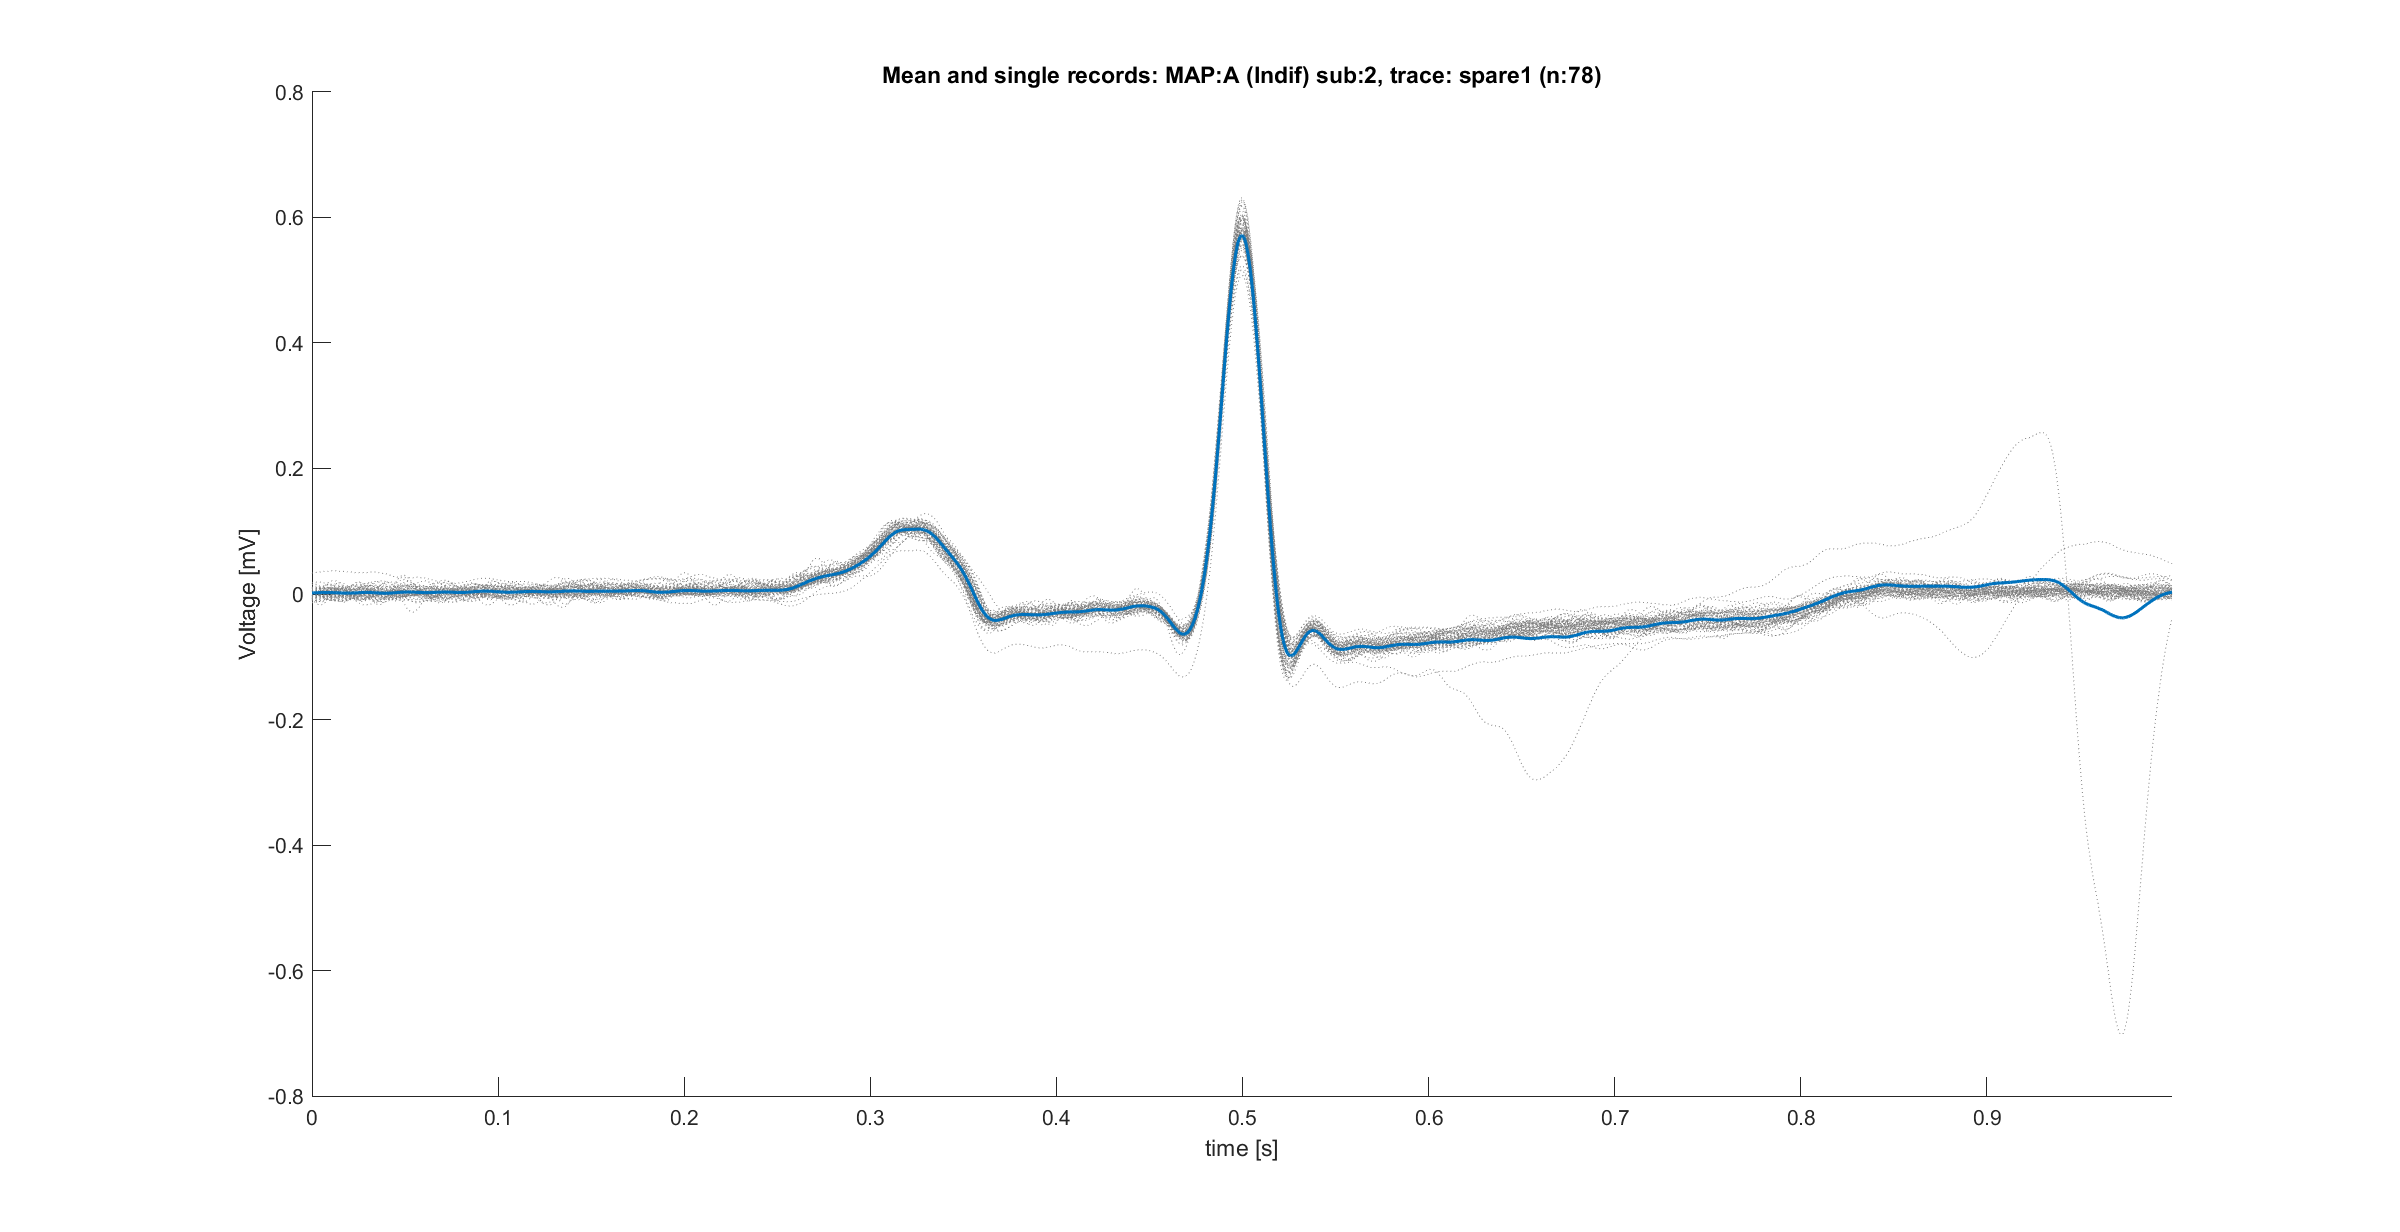 Mean and single records: MAP:A (Indif) sub:2, trace: spare1 (n:78)
0.8
0.6
0.4
0.2
0
-0.2
-0.4
-0.6
-0.8
Voltage [mV]
0 0.1 0.2 0.3 0.4 0.5 0.6 0.7 0.8 0.9
time [s]